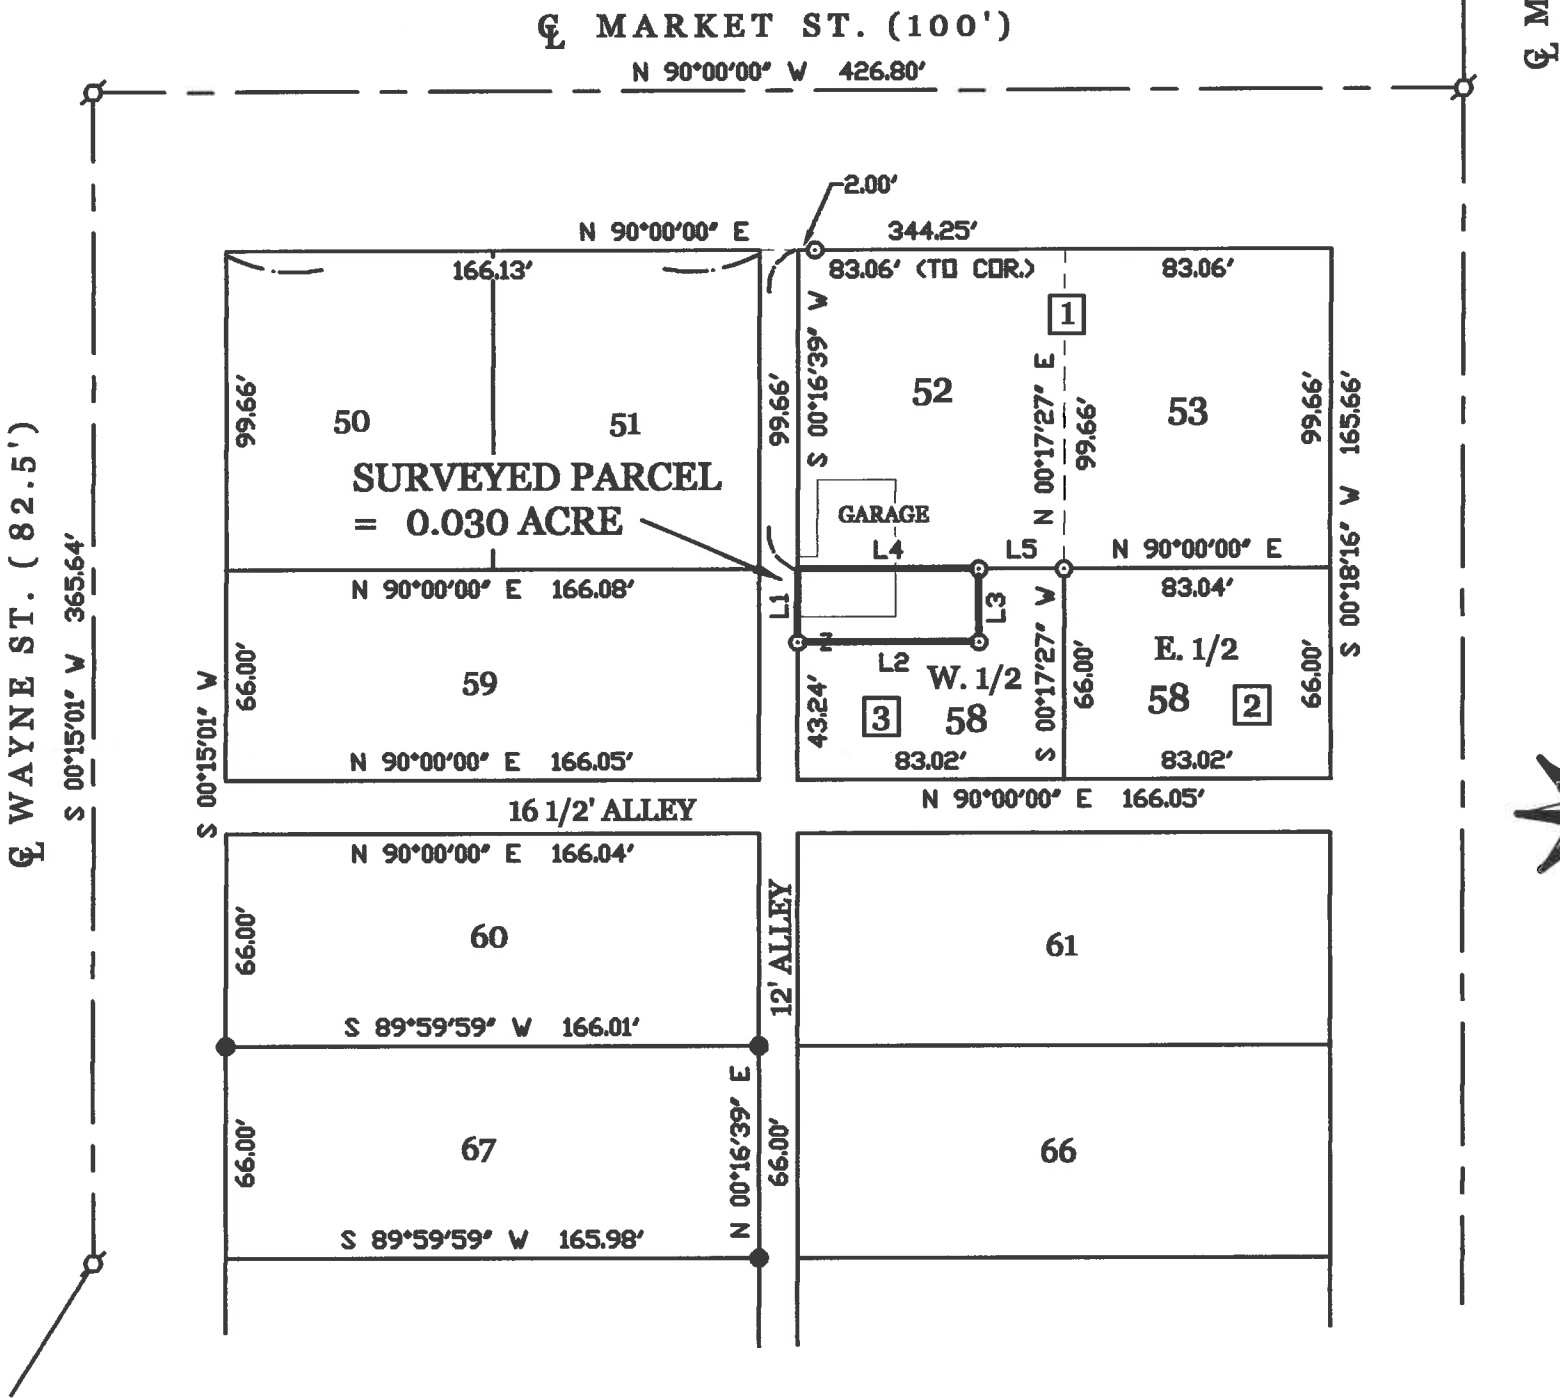 ℄ MARKET ST. (100')
N 90°00'00" W 426.80'
℄ M
2.00'
N 90°00'00" E 344.25'
166.13'
83.06' (TO COR.)
83.06'
1
S 00°16'39" W
99.66'
N 00°17'27" E
99.66'
99.66'
99.66'
S 00°18'16" W 165.66'
50
51
52
53
SURVEYED PARCEL
= 0.030 ACRE
GARAGE
L4
L5
N 90°00'00" E
83.04'
N 90°00'00" E 166.08'
L1
L3
L2
℄ WAYNE ST. (82.5')
S 00°15'01" W 365.64'
S 00°15'01" W
66.00'
59
43.24'
W. 1/2
58
3
S 00°17'27" W
66.00'
E. 1/2
58
2
66.00'
N 90°00'00" E 166.05'
83.02'
83.02'
N 90°00'00" E 166.05'
16 1/2' ALLEY
N 90°00'00" E 166.04'
66.00'
60
12' ALLEY
61
S 89°59'59" W 166.01'
66.00'
67
N 00°16'39" E
66.00'
66
S 89°59'59" W 165.98'